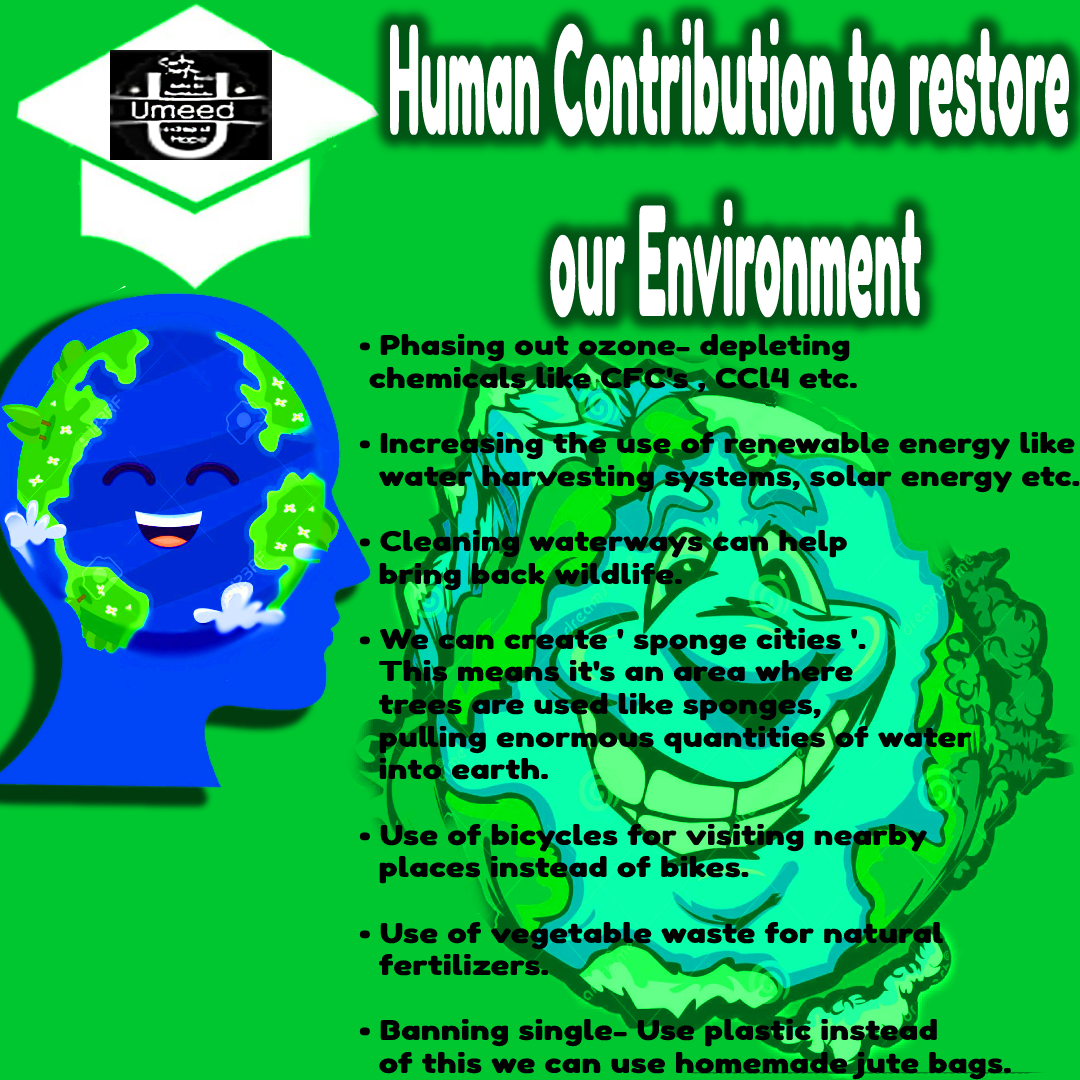 Umeed
Human Contribution to restore
our Environment
• Phasing out ozone- depleting
chemicals like CFC's , CCl4 etc.
• Increasing the use of renewable energy like
water harvesting systems, solar energy etc.
• Cleaning waterways can help
bring back wildlife.
• We can create ' sponge cities '.
This means it's an area where
trees are used like sponges,
pulling enormous quantities of water
into earth.
• Use of bicycles for visiting nearby
places instead of bikes.
• Use of vegetable waste for natural
fertilizers.
• Banning single- Use plastic instead
of this we can use homemade jute bags.